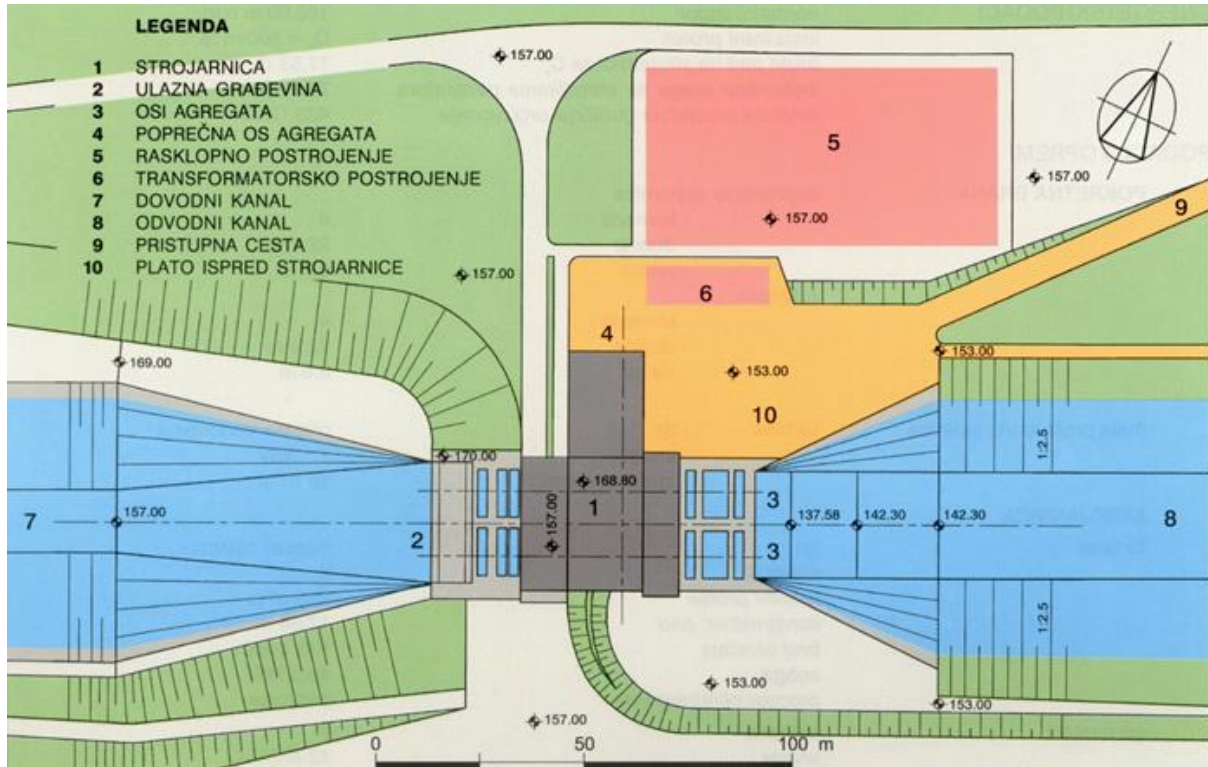 LEGENDA
1 STROJARNICA
2 ULAZNA GRAĐEVINA
3 OSI AGREGATA
4 POPREČNA OS AGREGATA
5 RASKLOPNO POSTROJENJE
6 TRANSFORMATORSKO POSTROJENJE
7 DOVODNI KANAL
8 ODVODNI KANAL
9 PRISTUPNA CESTA
10 PLATO ISPRED STROJARNICE
157.00
5
157.00
9
157.00
157.00
6
4
169.00
153.00
153.00
10
1:2.5
170.00
168.80
1
3
7
157.00
2
157.00
137.58
142.30
142.30
8
3
1:2.5
153.00
153.00
157.00
0 50 100 m